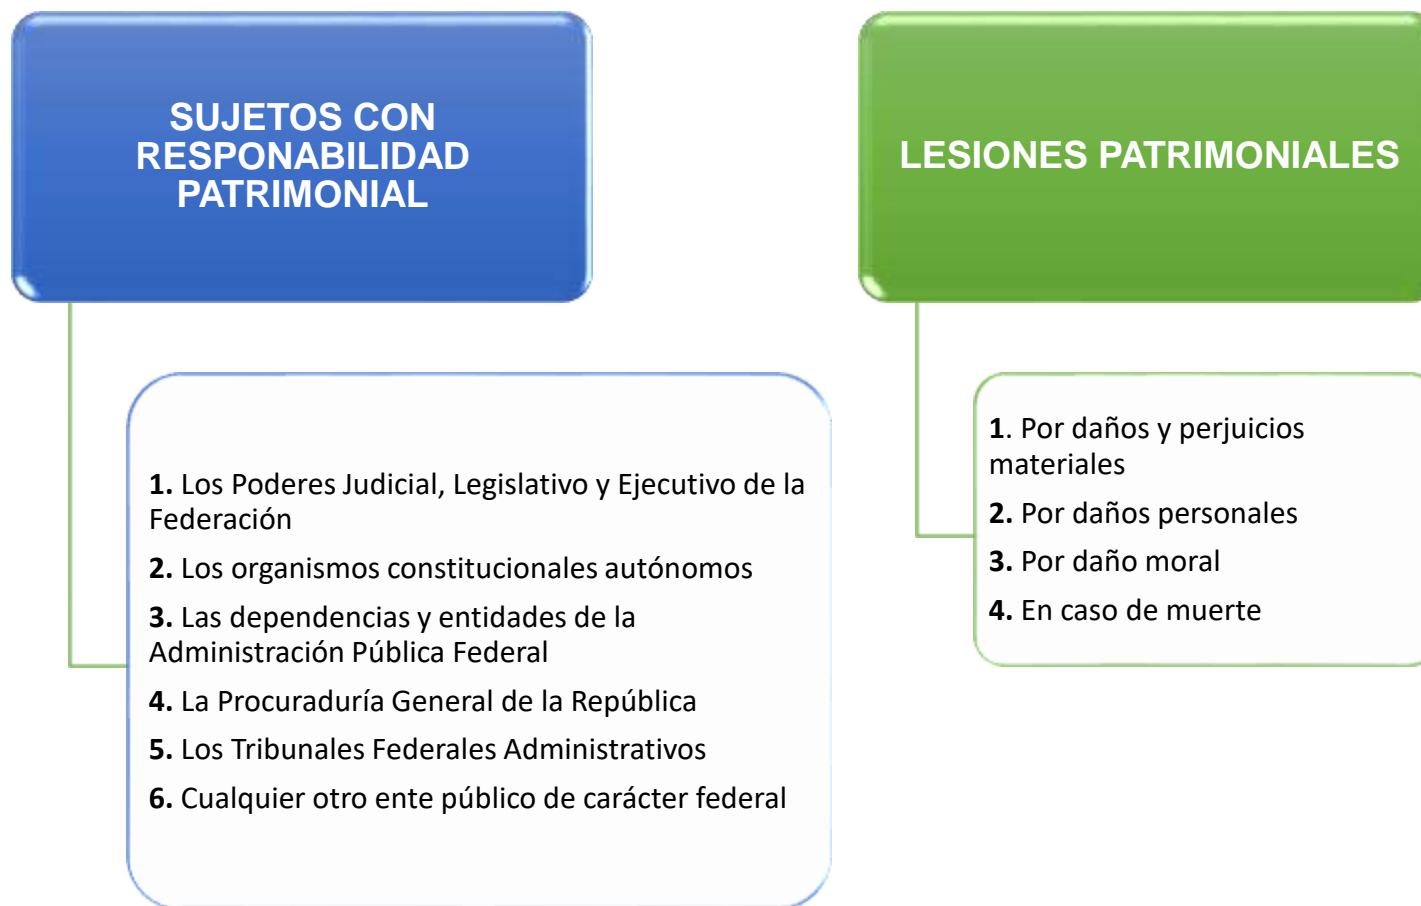 SUJETOS CON
RESPONABILIDAD
PATRIMONIAL
1. Los Poderes Judicial, Legislativo y Ejecutivo de la
Federación
2. Los organismos constitucionales autónomos
3. Las dependencias y entidades de la
Administración Pública Federal
4. La Procuraduría General de la República
5. Los Tribunales Federales Administrativos
6. Cualquier otro ente público de carácter federal
LESIONES PATRIMONIALES
1. Por daños y perjuicios
materiales
2. Por daños personales
3. Por daño moral
4. En caso de muerte